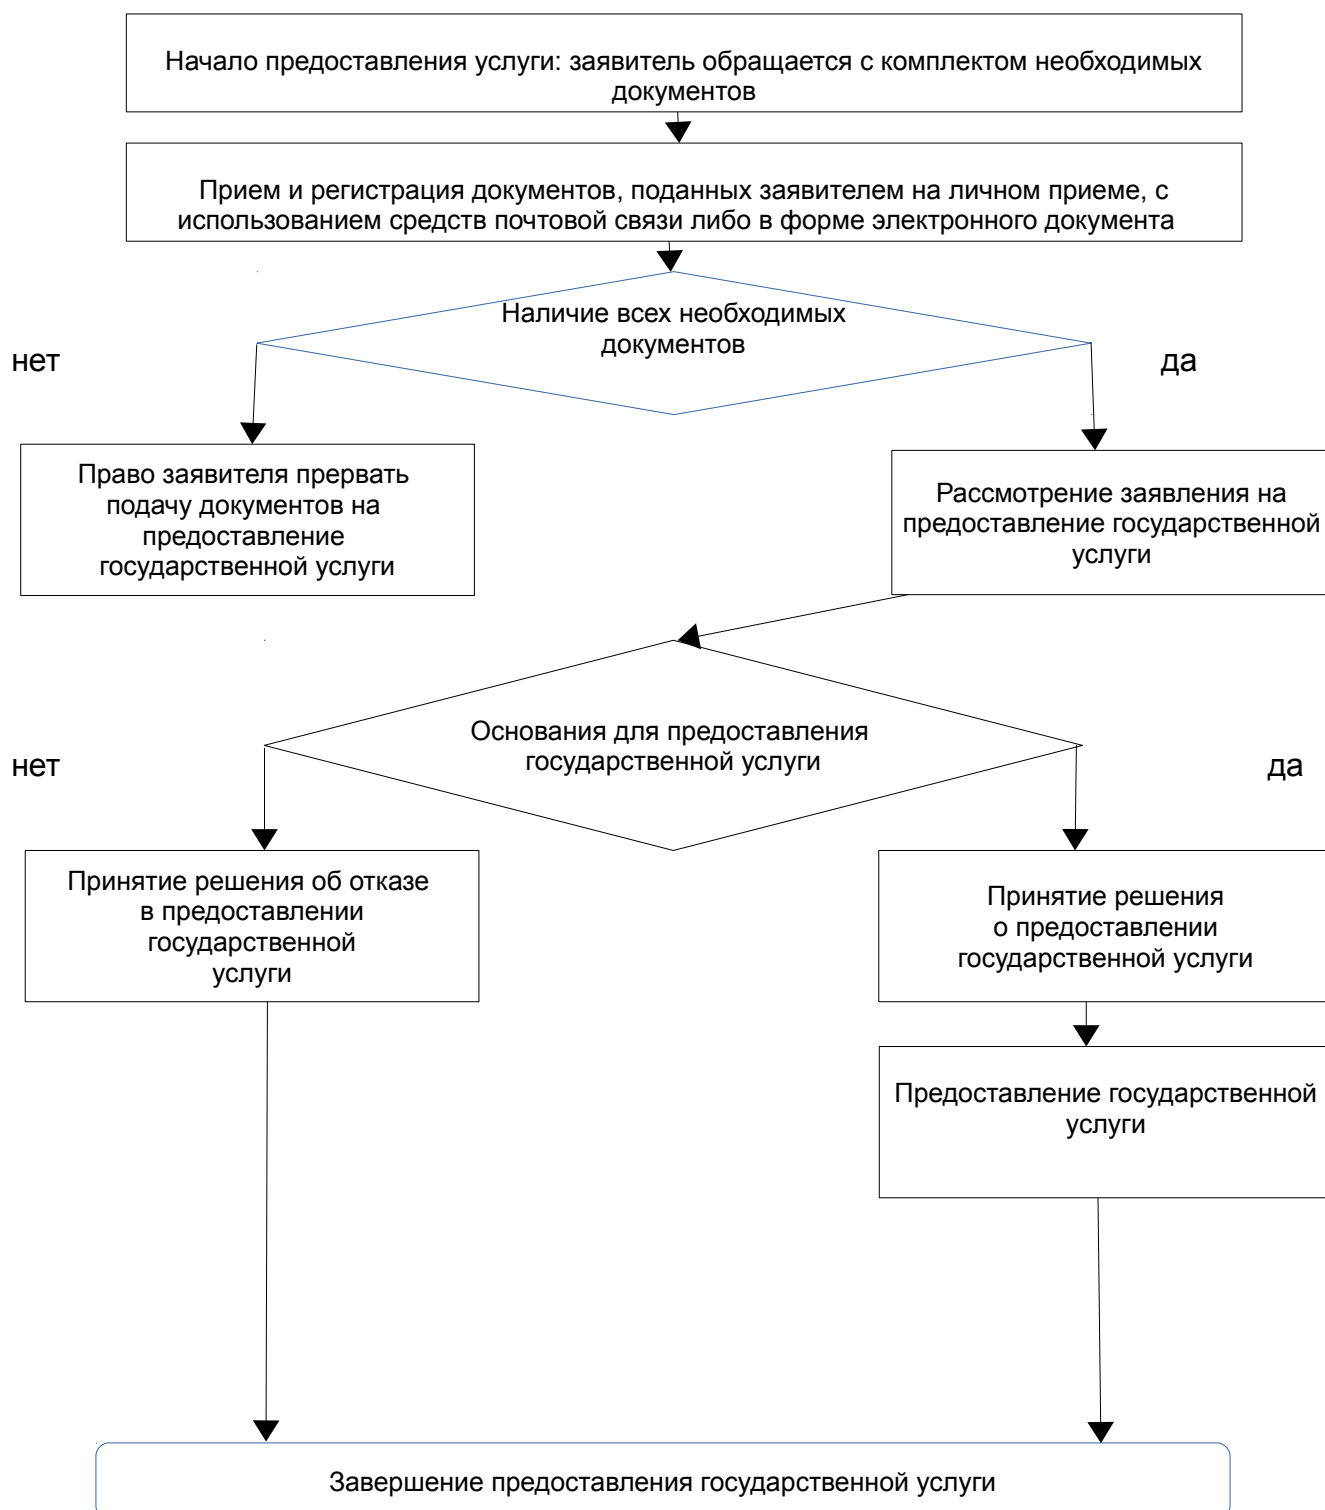 Начало предоставления услуги: заявитель обращается с комплектом необходимых
документов
Прием и регистрация документов, поданных заявителем на личном приеме, с
использованием средств почтовой связи либо в форме электронного документа
Наличие всех необходимых
документов
нет
да
Право заявителя прервать
подачу документов на
предоставление
государственной услуги
Рассмотрение заявления на
предоставление государственной
услуги
Основания для предоставления
государственной услуги
нет
да
Принятие решения об отказе
в предоставлении
государственной
услуги
Принятие решения
о предоставлении
государственной услуги
Предоставление государственной
услуги
Завершение предоставления государственной услуги